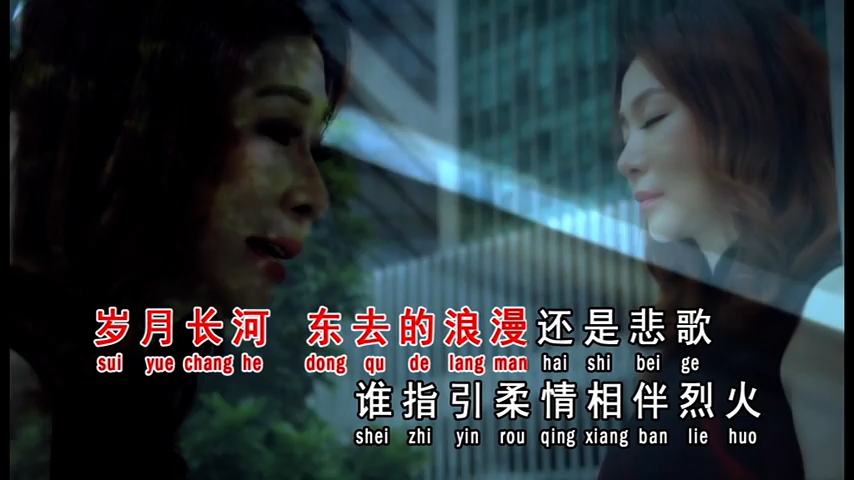 岁月长河 东去的浪漫还是悲歌
sui yue chang he dong qu de lang man hai shi bei ge
谁指引柔情相伴烈火
shei zhi yin rou qing xiang ban lie huo